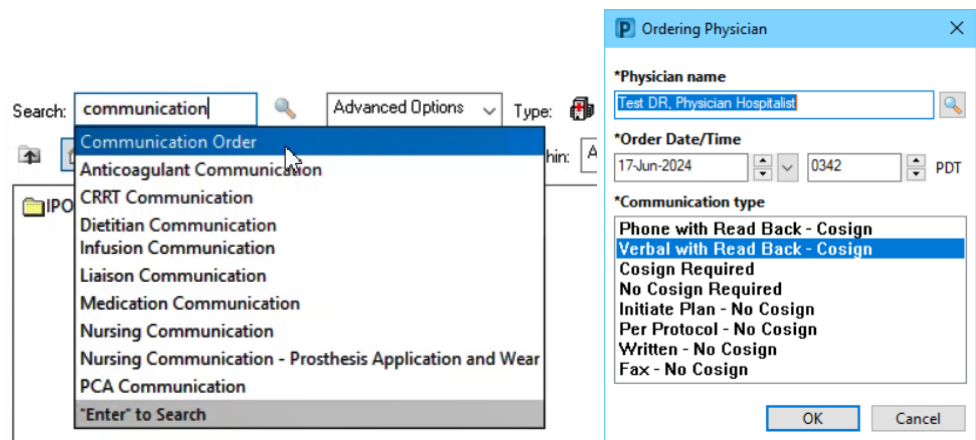 Search: communication Advanced Options Type:
Communication Order
hin: A
Anticoagulant Communication
IPO
CRRT Communication
Dietitian Communication
Infusion Communication
Liaison Communication
Medication Communication
Nursing Communication
Nursing Communication - Prosthesis Application and Wear
PCA Communication
"Enter" to Search
P Ordering Physician
*Physician name
Test DR, Physician Hospitalist
*Order Date/Time
17-Jun-2024 0342 PDT
*Communication type
Phone with Read Back - Cosign
Verbal with Read Back - Cosign
Cosign Required
No Cosign Required
Initiate Plan - No Cosign
Per Protocol - No Cosign
Written - No Cosign
Fax - No Cosign
OK Cancel